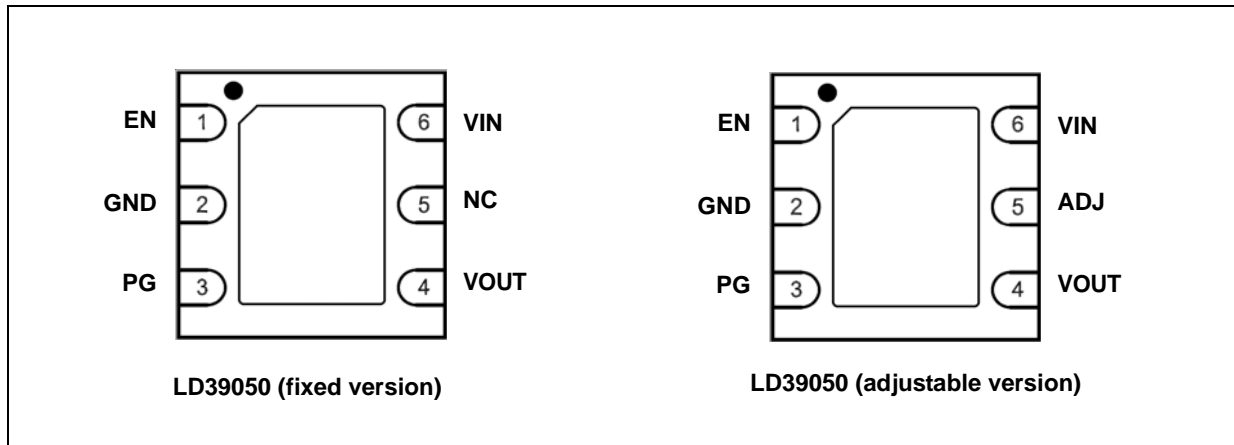 EN 1 6 VIN
GND 2 5 NC
PG 3 4 VOUT
LD39050 (fixed version)
EN 1 6 VIN
GND 2 5 ADJ
PG 3 4 VOUT
LD39050 (adjustable version)